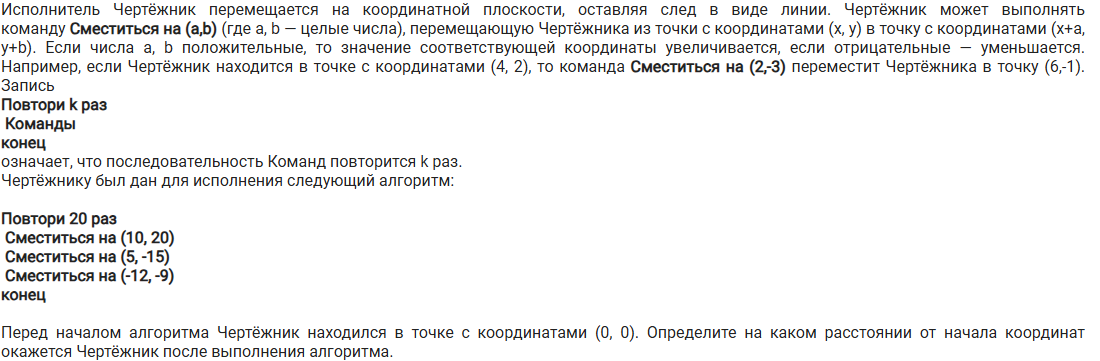 Исполнитель Чертёжник перемещается на координатной плоскости, оставляя след в виде линии. Чертёжник может выполнять
команду Сместиться на (a,b) (где a, b — целые числа), перемещающую Чертёжника из точки с координатами (x, y) в точку с координатами (x+a,
y+b). Если числа a, b положительные, то значение соответствующей координаты увеличивается, если отрицательные — уменьшается.
Например, если Чертёжник находится в точке с координатами (4, 2), то команда Сместиться на (2,-3) переместит Чертёжника в точку (6,-1).
Запись
Повтори k раз
Команды
конец
означает, что последовательность Команд повторится k раз.
Чертёжнику был дан для исполнения следующий алгоритм:
Повтори 20 раз
Сместиться на (10, 20)
Сместиться на (5, -15)
Сместиться на (-12, -9)
конец
Перед началом алгоритма Чертёжник находился в точке с координатами (0, 0). Определите на каком расстоянии от начала координат
окажется Чертёжник после выполнения алгоритма.